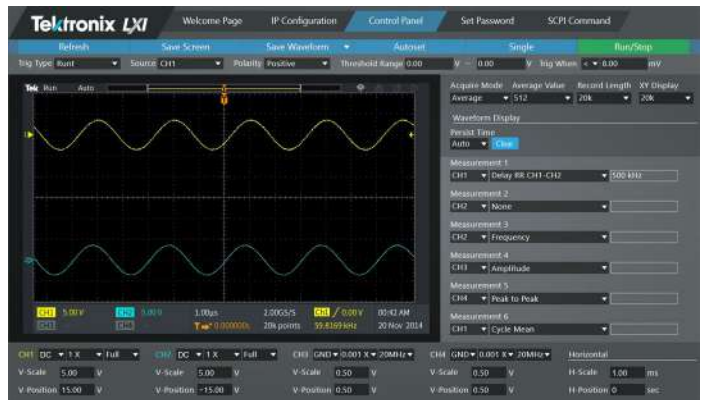 Tektronix LXI Welcome Page IP Configuration Control Panel Set Password SCPI Command
Refresh Save Screen Save Waveform Autoset Single Run/Stop
Trig Type Runt Source CH1 Polarity Positive Threshold Range 0.00 V ~ 0.00 V Trig When < 8.00 mV
Tek Run Auto
Acquire Mode Average Value Record Length XY Display
Average 512 20k 20k
Waveform Display
Persist Time
Auto Clear
Measurement 1
CH1 Delay RR CH1-CH2 500 kHz
Measurement 2
CH2 None
Measurement 3
CH2 Frequency
Measurement 4
CH3 Amplitude
Measurement 5
CH4 Peak to Peak
Measurement 6
CH1 Cycle Mean
CH1 5.00 V CH2 5.00 V 1.00μs 2.00GS/S Ch1 / 0.00 V 00:42 AM
0.000000s 20k points 59.8169 kHz 20 Nov 2014
CH1 DC 1 X Full CH2 DC 1 X Full CH3 GND 0.001 X 20MHz CH4 GND 0.001 X 20MHz Horizontal
V-Scale 5.00 V V-Scale 5.00 V V-Scale 0.50 V V-Scale 0.50 V H-Scale 1.00 ms
V-Position 15.00 V V-Position -15.00 V V-Position 0.50 V V-Position 0.50 V H-Position 0 sec